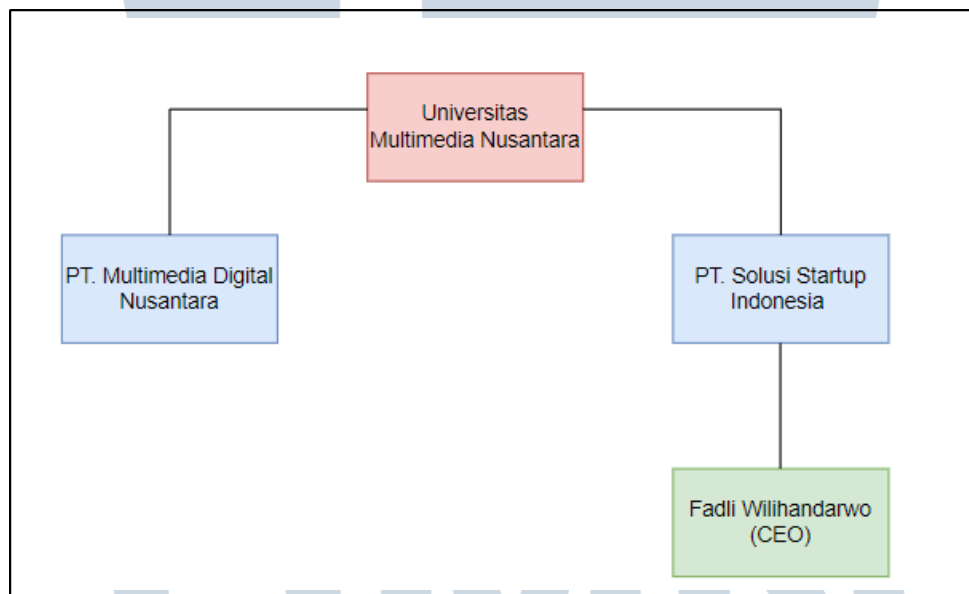 Universitas
Multimedia Nusantara
PT. Multimedia Digital
Nusantara
PT. Solusi Startup
Indonesia
Fadli Wilihandarwo
(CEO)